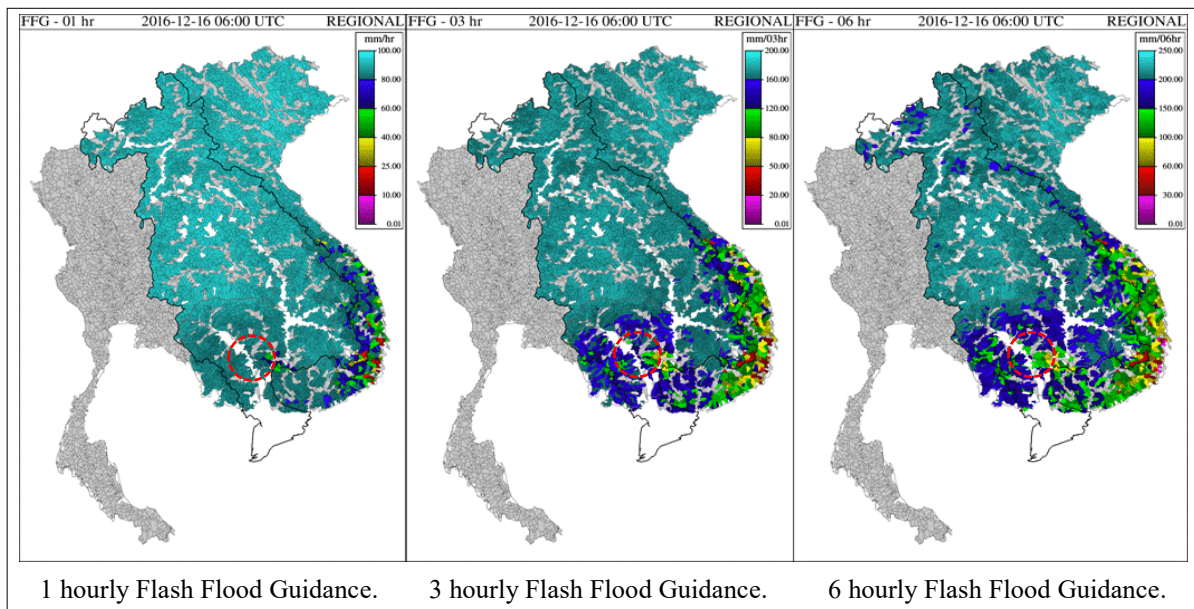 FFG - 01 hr 2016-12-16 06:00 UTC REGIONAL
mm/hr
100.00
80.00
60.00
40.00
25.00
10.00
0.01
FFG - 03 hr 2016-12-16 06:00 UTC REGIONAL
mm/03hr
200.00
160.00
120.00
80.00
50.00
20.00
0.01
FFG - 06 hr 2016-12-16 06:00 UTC REGIONAL
mm/06hr
250.00
200.00
150.00
100.00
60.00
30.00
0.01
1 hourly Flash Flood Guidance.
3 hourly Flash Flood Guidance.
6 hourly Flash Flood Guidance.